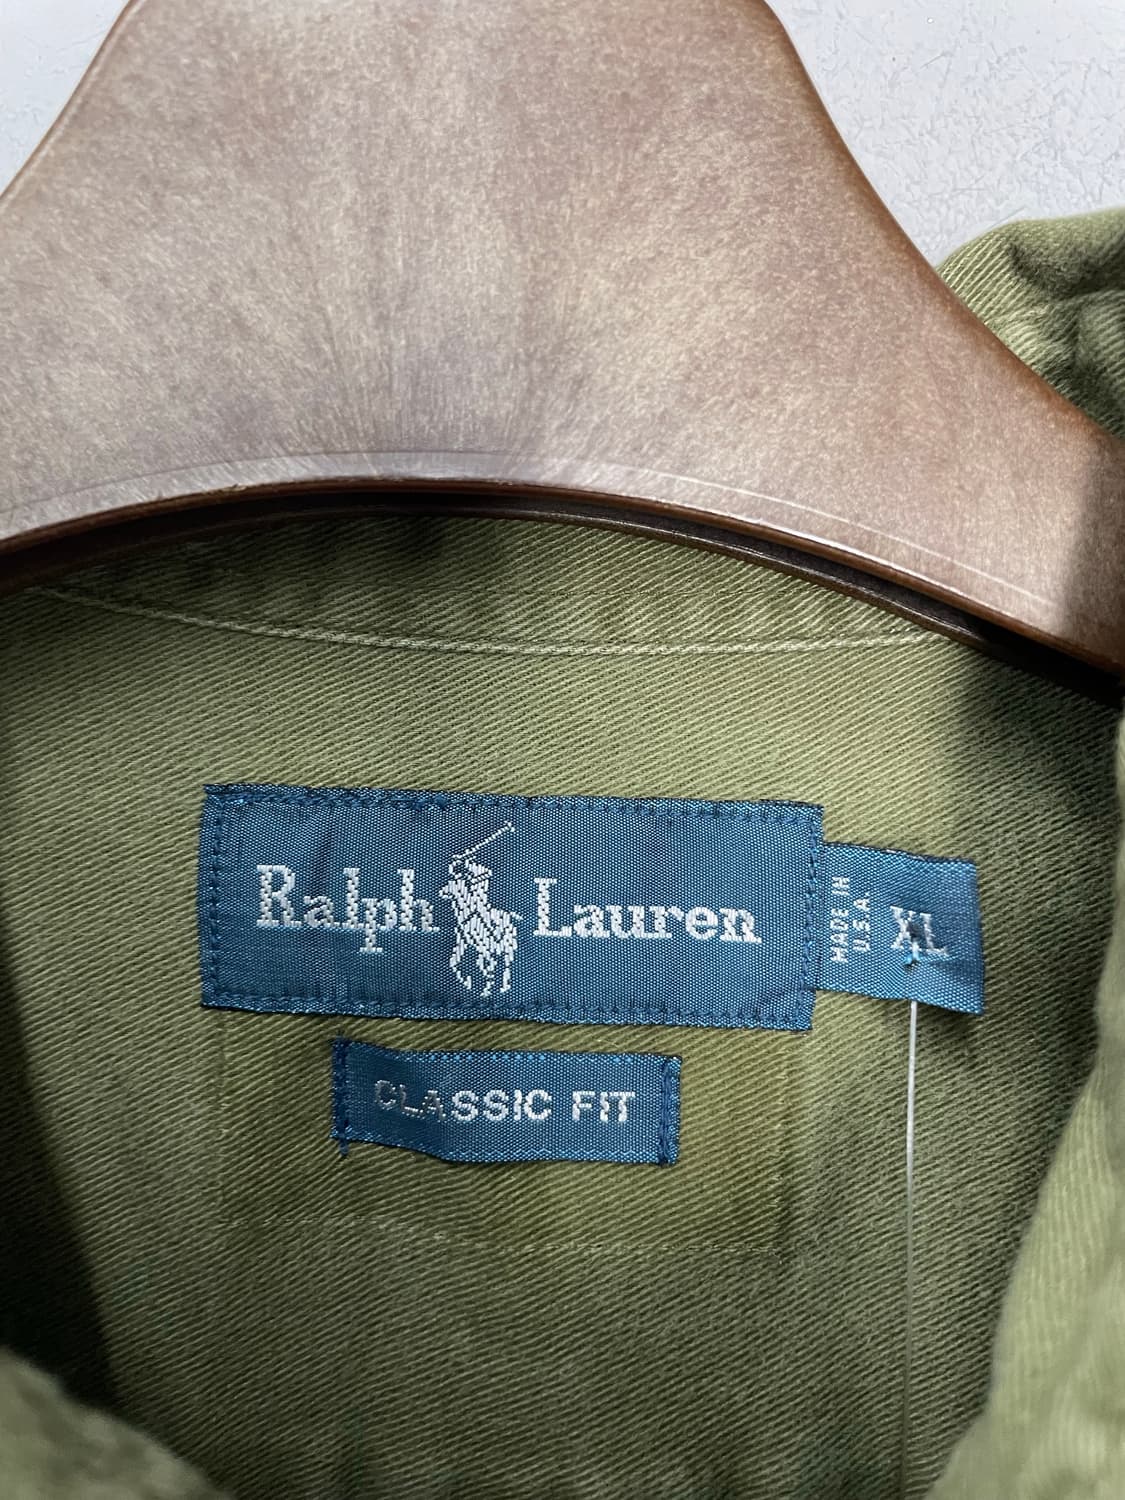 Ralph Lauren
MADE IN
U.S.A.
XL
CLASSIC FIT